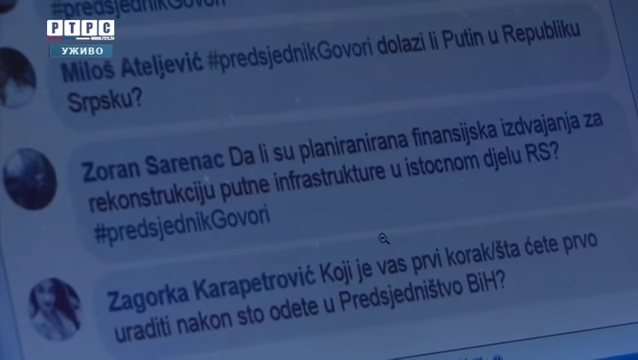 #predsjednikGovori
РТРС
УЖИВО
Miloš Ateljević #predsjednikGovori dolazi li Putin u Republiku
Srpsku?
Zoran Sarenac Da li su planiranirana finansijska izdvajanja za
rekonstrukciju putne infrastrukture u istocnom djelu RS?
#predsjednikGovori
Zagorka Karapetrović Koji je vas prvi korak/šta ćete prvo
uraditi nakon sto odete u Predsjedništvo BiH?